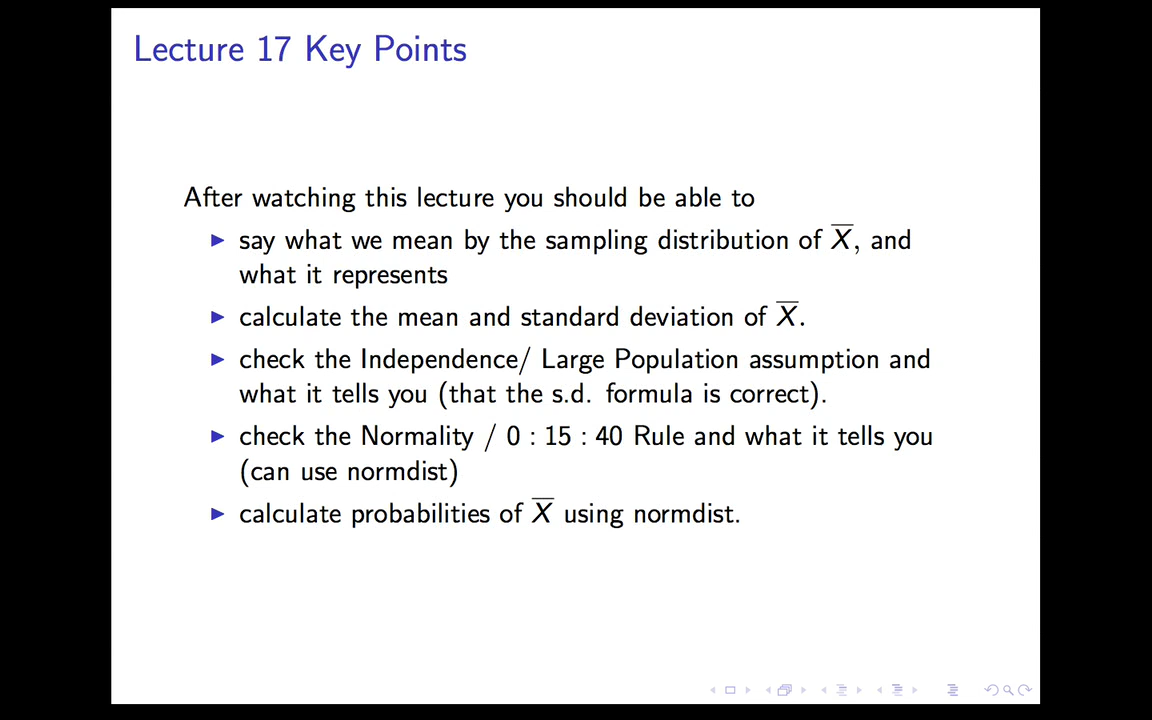 Lecture 17 Key Points
After watching this lecture you should be able to
▶ say what we mean by the sampling distribution of X̅, and
what it represents
▶ calculate the mean and standard deviation of X̅.
▶ check the Independence/ Large Population assumption and
what it tells you (that the s.d. formula is correct).
▶ check the Normality / 0 : 15 : 40 Rule and what it tells you
(can use normdist)
▶ calculate probabilities of X̅ using normdist.